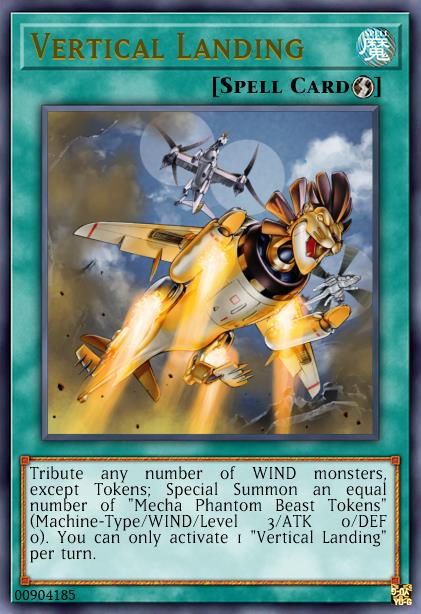 VERTICAL LANDING
SPELL
魔
[SPELL CARD]
Tribute any number of WIND monsters,
except Tokens; Special Summon an equal
number of "Mecha Phantom Beast Tokens"
(Machine-Type/WIND/Level 3/ATK 0/DEF
0). You can only activate 1 "Vertical Landing"
per turn.
00904185